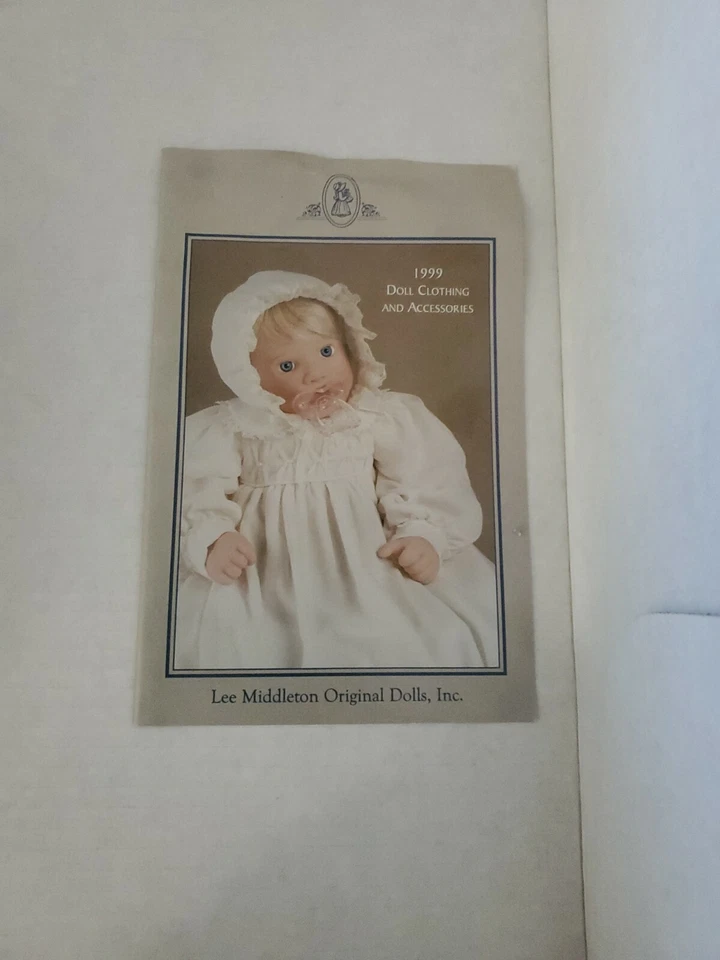 1999
Doll Clothing
and Accessories
Lee Middleton Original Dolls, Inc.